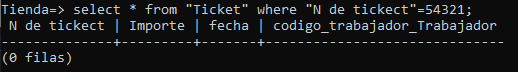 Tienda=> select * from "Ticket" where "N de tickect"=54321;
N de tickect | Importe | fecha | codigo_trabajador_Trabajador
--------------+---------+-------+------------------------------
(0 filas)